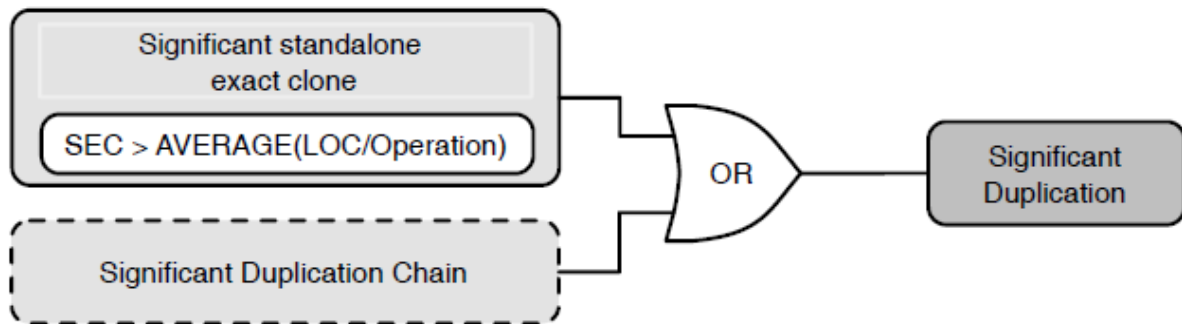 Significant standalone
exact clone
SEC > AVERAGE(LOC/Operation)
OR
Significant
Duplication
Significant Duplication Chain